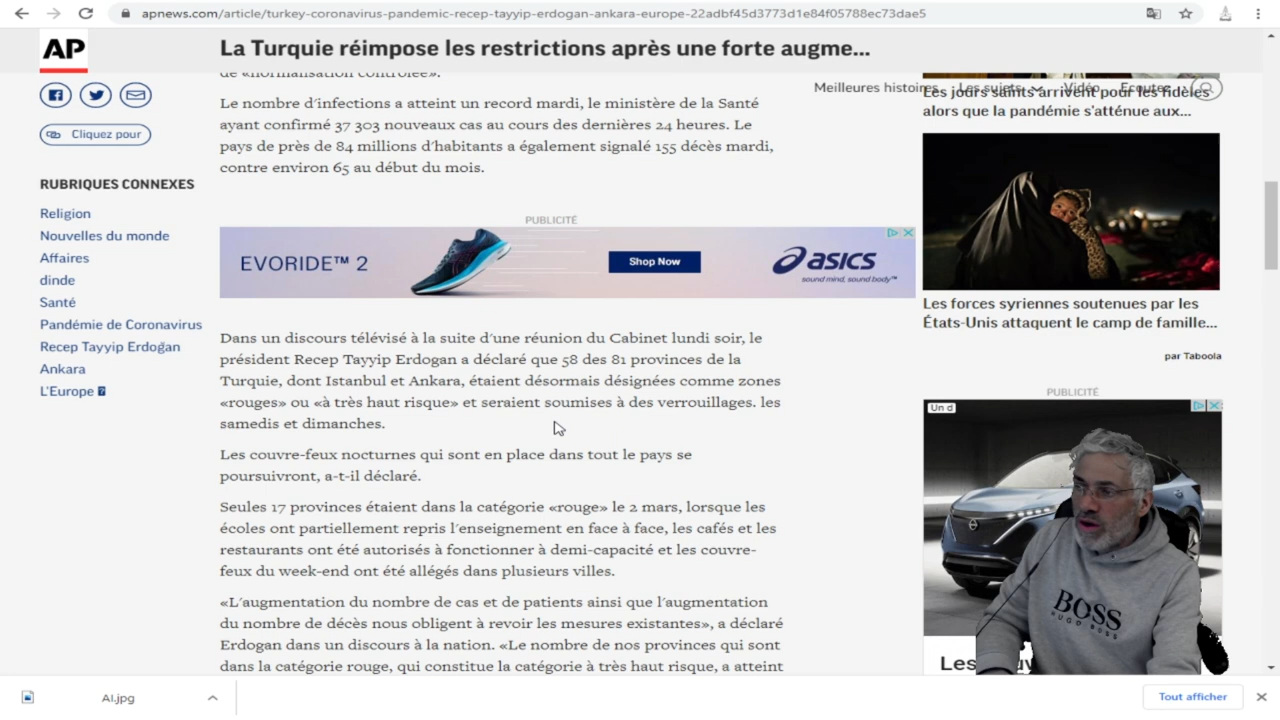 apnews.com/article/turkey-coronavirus-pandemic-recep-tayyip-erdogan-ankara-europe-22adbf45d3773d1e84f05788ec73dae5
AP
La Turquie réimpose les restrictions après une forte augme...
Meilleures histoires
Les sujets
Vidéo
Ecouter
Cliquez pour
RUBRIQUES CONNEXES
Religion
Nouvelles du monde
Affaires
dinde
Santé
Pandémie de Coronavirus
Recep Tayyip Erdoğan
Ankara
L'Europe
de «normalisation contrôlée».
Le nombre d'infections a atteint un record mardi, le ministère de la Santé
ayant confirmé 37 303 nouveaux cas au cours des dernières 24 heures. Le
pays de près de 84 millions d'habitants a également signalé 155 décès mardi,
contre environ 65 au début du mois.
PUBLICITÉ
EVORIDE™ 2
Shop Now
asics
sound mind, sound body™
Dans un discours télévisé à la suite d'une réunion du Cabinet lundi soir, le
président Recep Tayyip Erdogan a déclaré que 58 des 81 provinces de la
Turquie, dont Istanbul et Ankara, étaient désormais désignées comme zones
«rouges» ou «à très haut risque» et seraient soumises à des verrouillages. les
samedis et dimanches.
Les couvre-feux nocturnes qui sont en place dans tout le pays se
poursuivront, a-t-il déclaré.
Seules 17 provinces étaient dans la catégorie «rouge» le 2 mars, lorsque les
écoles ont partiellement repris l'enseignement en face à face, les cafés et les
restaurants ont été autorisés à fonctionner à demi-capacité et les couvre-
feux du week-end ont été allégés dans plusieurs villes.
«L'augmentation du nombre de cas et de patients ainsi que l'augmentation
du nombre de décès nous obligent à revoir les mesures existantes», a déclaré
Erdogan dans un discours à la nation. «Le nombre de nos provinces qui sont
dans la catégorie rouge, qui constitue la catégorie à très haut risque, a atteint
Les jours saints arrivent pour les fidèles
alors que la pandémie s'atténue aux...
Les forces syriennes soutenues par les
États-Unis attaquent le camp de famille...
par Taboola
PUBLICITÉ
Un d
BOSS
HUGO BOSS
Les
AI.jpg
Tout afficher